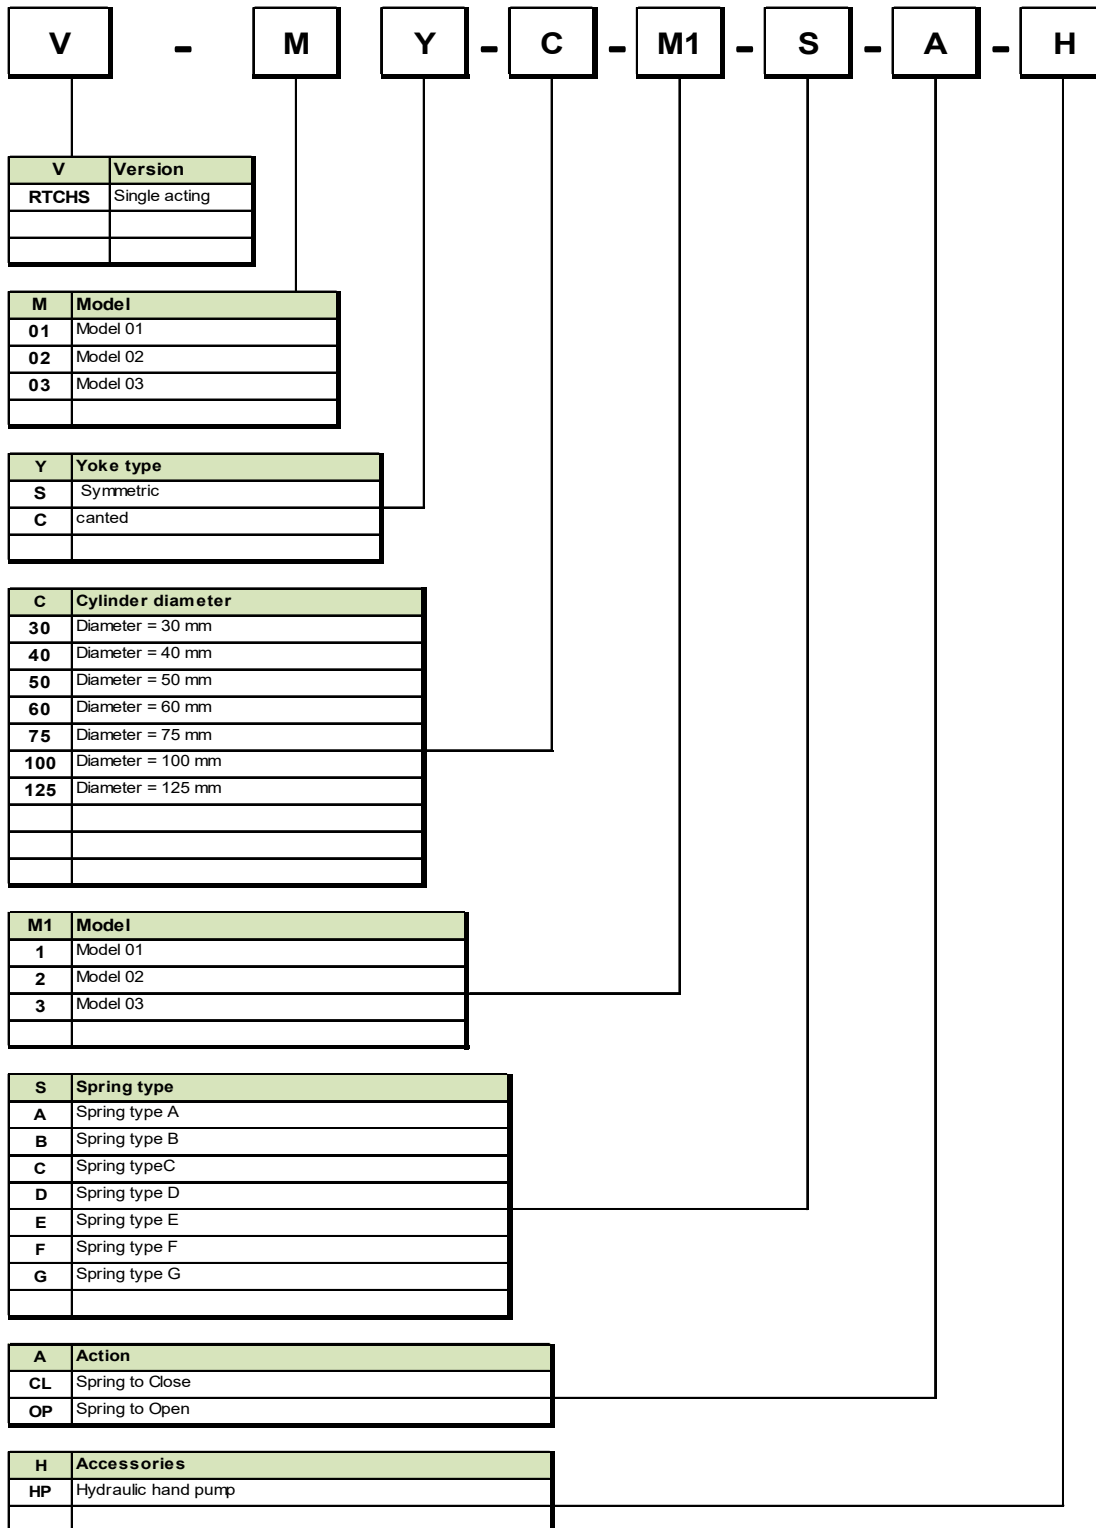 V - M Y - C - M1 - S - A - H
V Version
RTCHS Single acting
M Model
01 Model 01
02 Model 02
03 Model 03
Y Yoke type
S Symmetric
C canted
C Cylinder diameter
30 Diameter = 30 mm
40 Diameter = 40 mm
50 Diameter = 50 mm
60 Diameter = 60 mm
75 Diameter = 75 mm
100 Diameter = 100 mm
125 Diameter = 125 mm
M1 Model
1 Model 01
2 Model 02
3 Model 03
S Spring type
A Spring type A
B Spring type B
C Spring typeC
D Spring type D
E Spring type E
F Spring type F
G Spring type G
A Action
CL Spring to Close
OP Spring to Open
H Accessories
HP Hydraulic hand pump